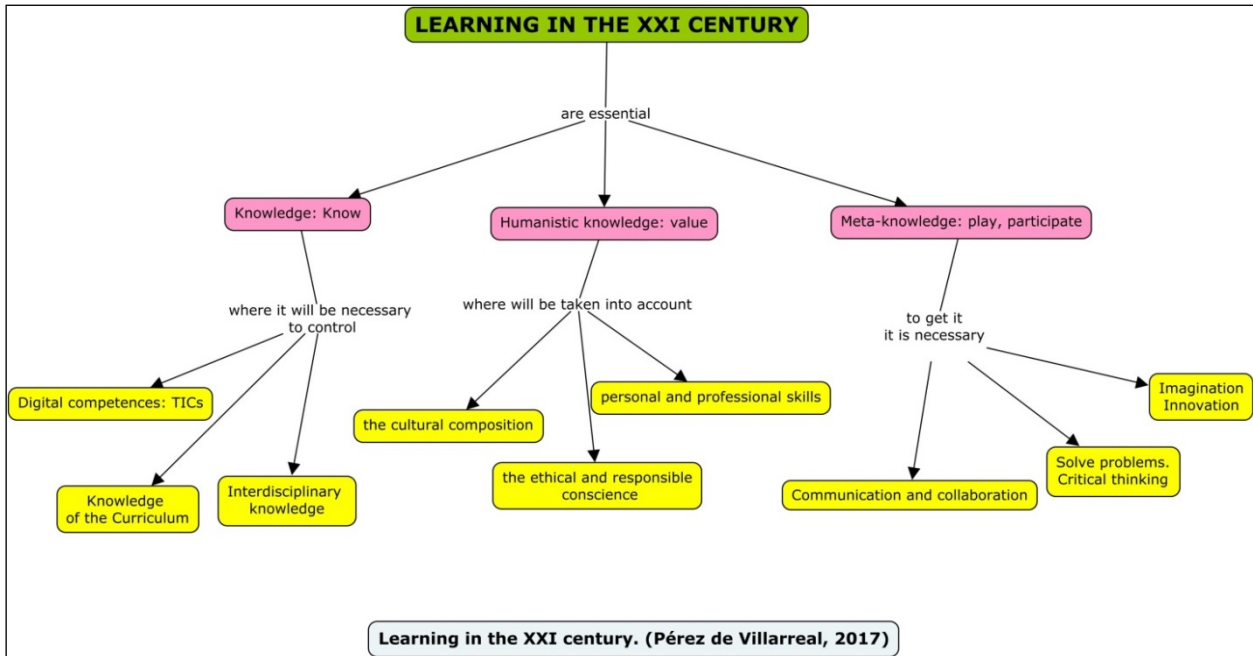 LEARNING IN THE XXI CENTURY
are essential
Knowledge: Know
Humanistic knowledge: value
Meta-knowledge: play, participate
where it will be necessary
to control
where will be taken into account
to get it
it is necessary
Digital competences: TICs
Knowledge
of the Curriculum
Interdisciplinary
knowledge
the cultural composition
the ethical and responsible
conscience
personal and professional skills
Communication and collaboration
Solve problems.
Critical thinking
Imagination
Innovation
Learning in the XXI century. (Pérez de Villarreal, 2017)